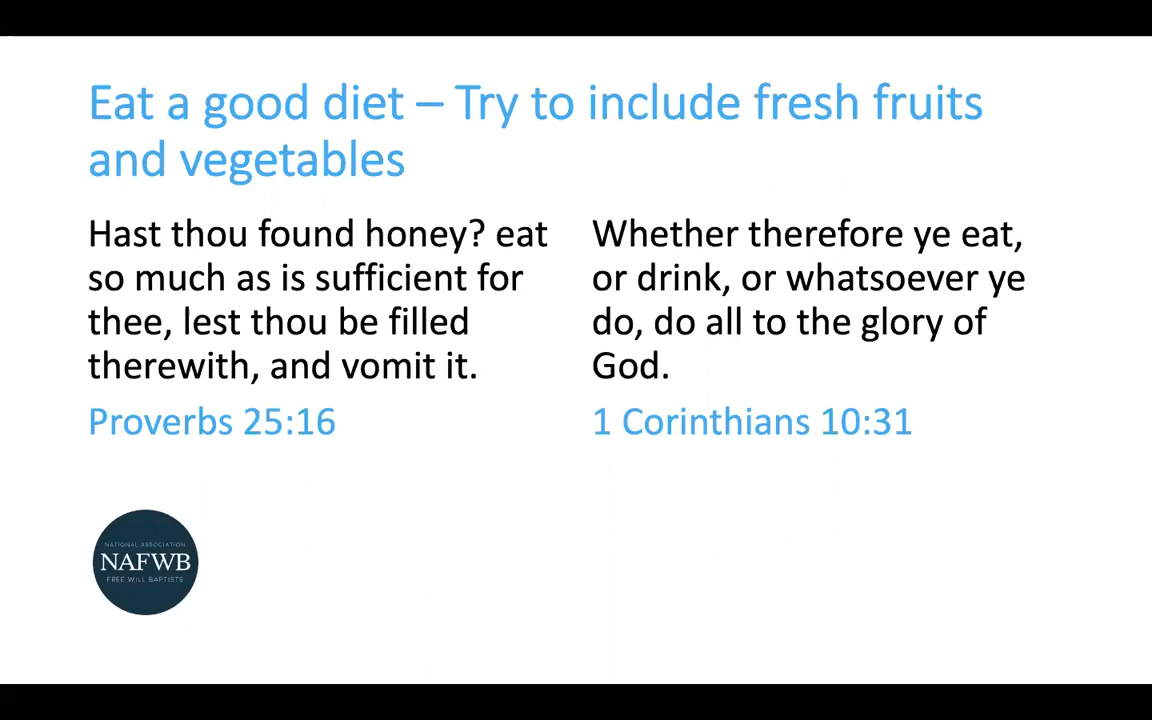 Eat a good diet – Try to include fresh fruits
and vegetables
Hast thou found honey? eat
so much as is sufficient for
thee, lest thou be filled
therewith, and vomit it.
Proverbs 25:16
Whether therefore ye eat,
or drink, or whatsoever ye
do, do all to the glory of
God.
1 Corinthians 10:31
NATIONAL ASSOCIATION
NAFWB
FREE WILL BAPTISTS